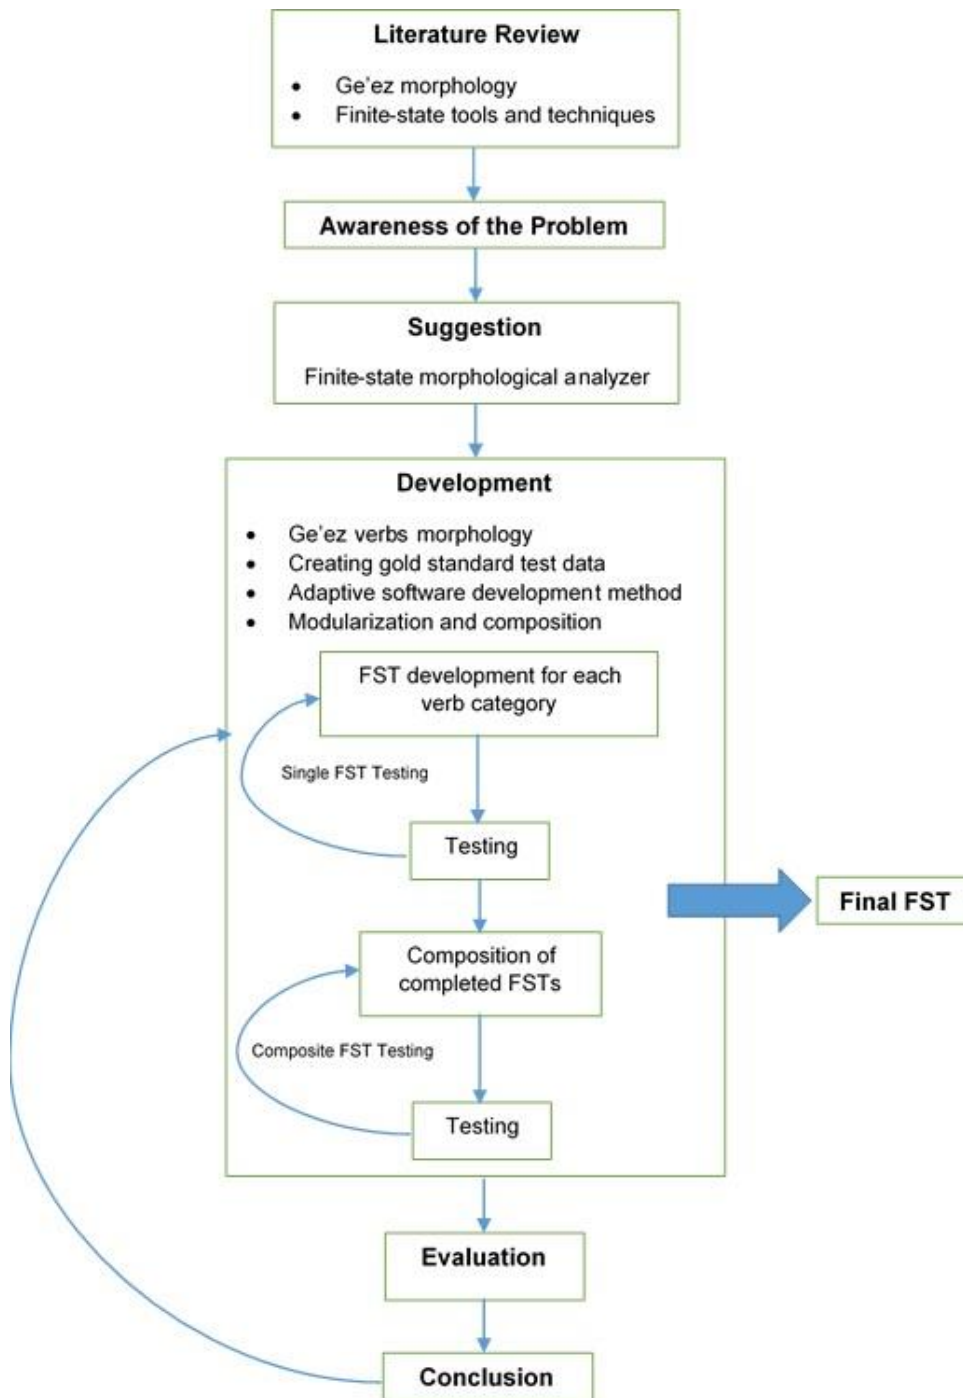 Literature Review
• Ge’ez morphology
• Finite-state tools and techniques
Awareness of the Problem
Suggestion
Finite-state morphological analyzer
Development
• Ge’ez verbs morphology
• Creating gold standard test data
• Adaptive software development method
• Modularization and composition
FST development for each
verb category
Single FST Testing
Testing
Final FST
Composition of
completed FSTs
Composite FST Testing
Testing
Evaluation
Conclusion